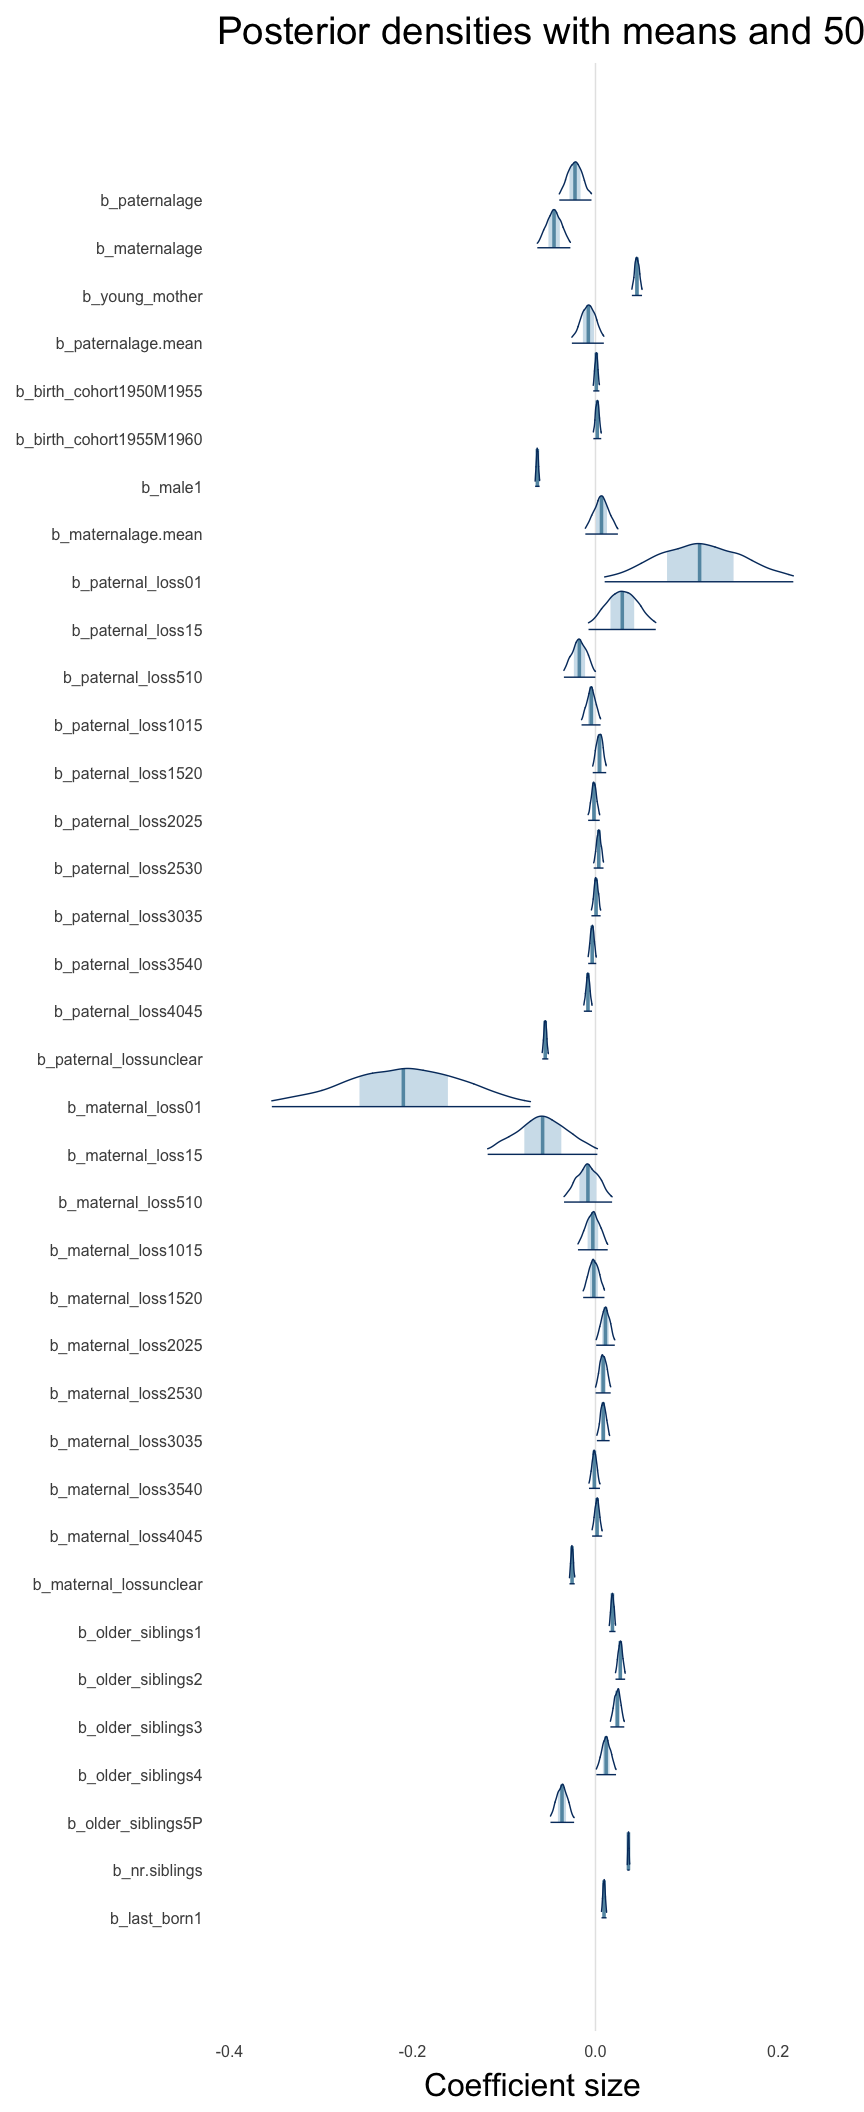 Posterior densities with means and 50
b_paternalage
b_maternalage
b_young_mother
b_paternalage.mean
b_birth_cohort1950M1955
b_birth_cohort1955M1960
b_male1
b_maternalage.mean
b_paternal_loss01
b_paternal_loss15
b_paternal_loss510
b_paternal_loss1015
b_paternal_loss1520
b_paternal_loss2025
b_paternal_loss2530
b_paternal_loss3035
b_paternal_loss3540
b_paternal_loss4045
b_paternal_lossunclear
b_maternal_loss01
b_maternal_loss15
b_maternal_loss510
b_maternal_loss1015
b_maternal_loss1520
b_maternal_loss2025
b_maternal_loss2530
b_maternal_loss3035
b_maternal_loss3540
b_maternal_loss4045
b_maternal_lossunclear
b_older_siblings1
b_older_siblings2
b_older_siblings3
b_older_siblings4
b_older_siblings5P
b_nr.siblings
b_last_born1
-0.4 -0.2 0.0 0.2
Coefficient size